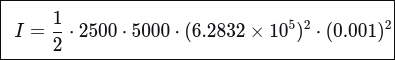 I = \frac{1}{2} \cdot 2500 \cdot 5000 \cdot (6.2832 \times 10^5)^2 \cdot (0.001)^2